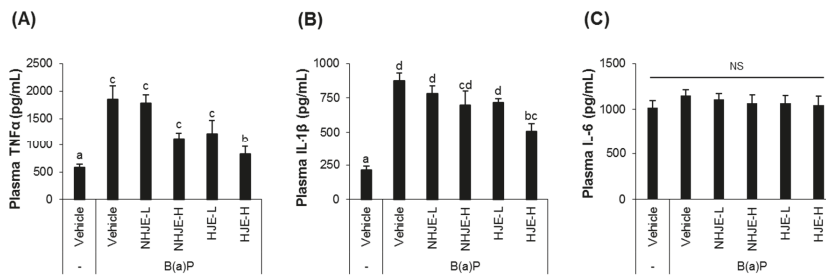 (A)
Plasma TNFα (pg/mL)
2500
2000
1500
1000
500
0
a
c
c
c
c
b
Vehicle
Vehicle
NHJE-L
NHJE-H
HJE-L
HJE-H
-
B(a)P
(B)
Plasma IL-1β (pg/mL)
1000
750
500
250
0
a
d
d
cd
d
bc
Vehicle
Vehicle
NHJE-L
NHJE-H
HJE-L
HJE-H
-
B(a)P
(C)
Plasma IL-6 (pg/mL)
1500
1000
500
0
NS
Vehicle
Vehicle
NHJE-L
NHJE-H
HJE-L
HJE-H
-
B(a)P